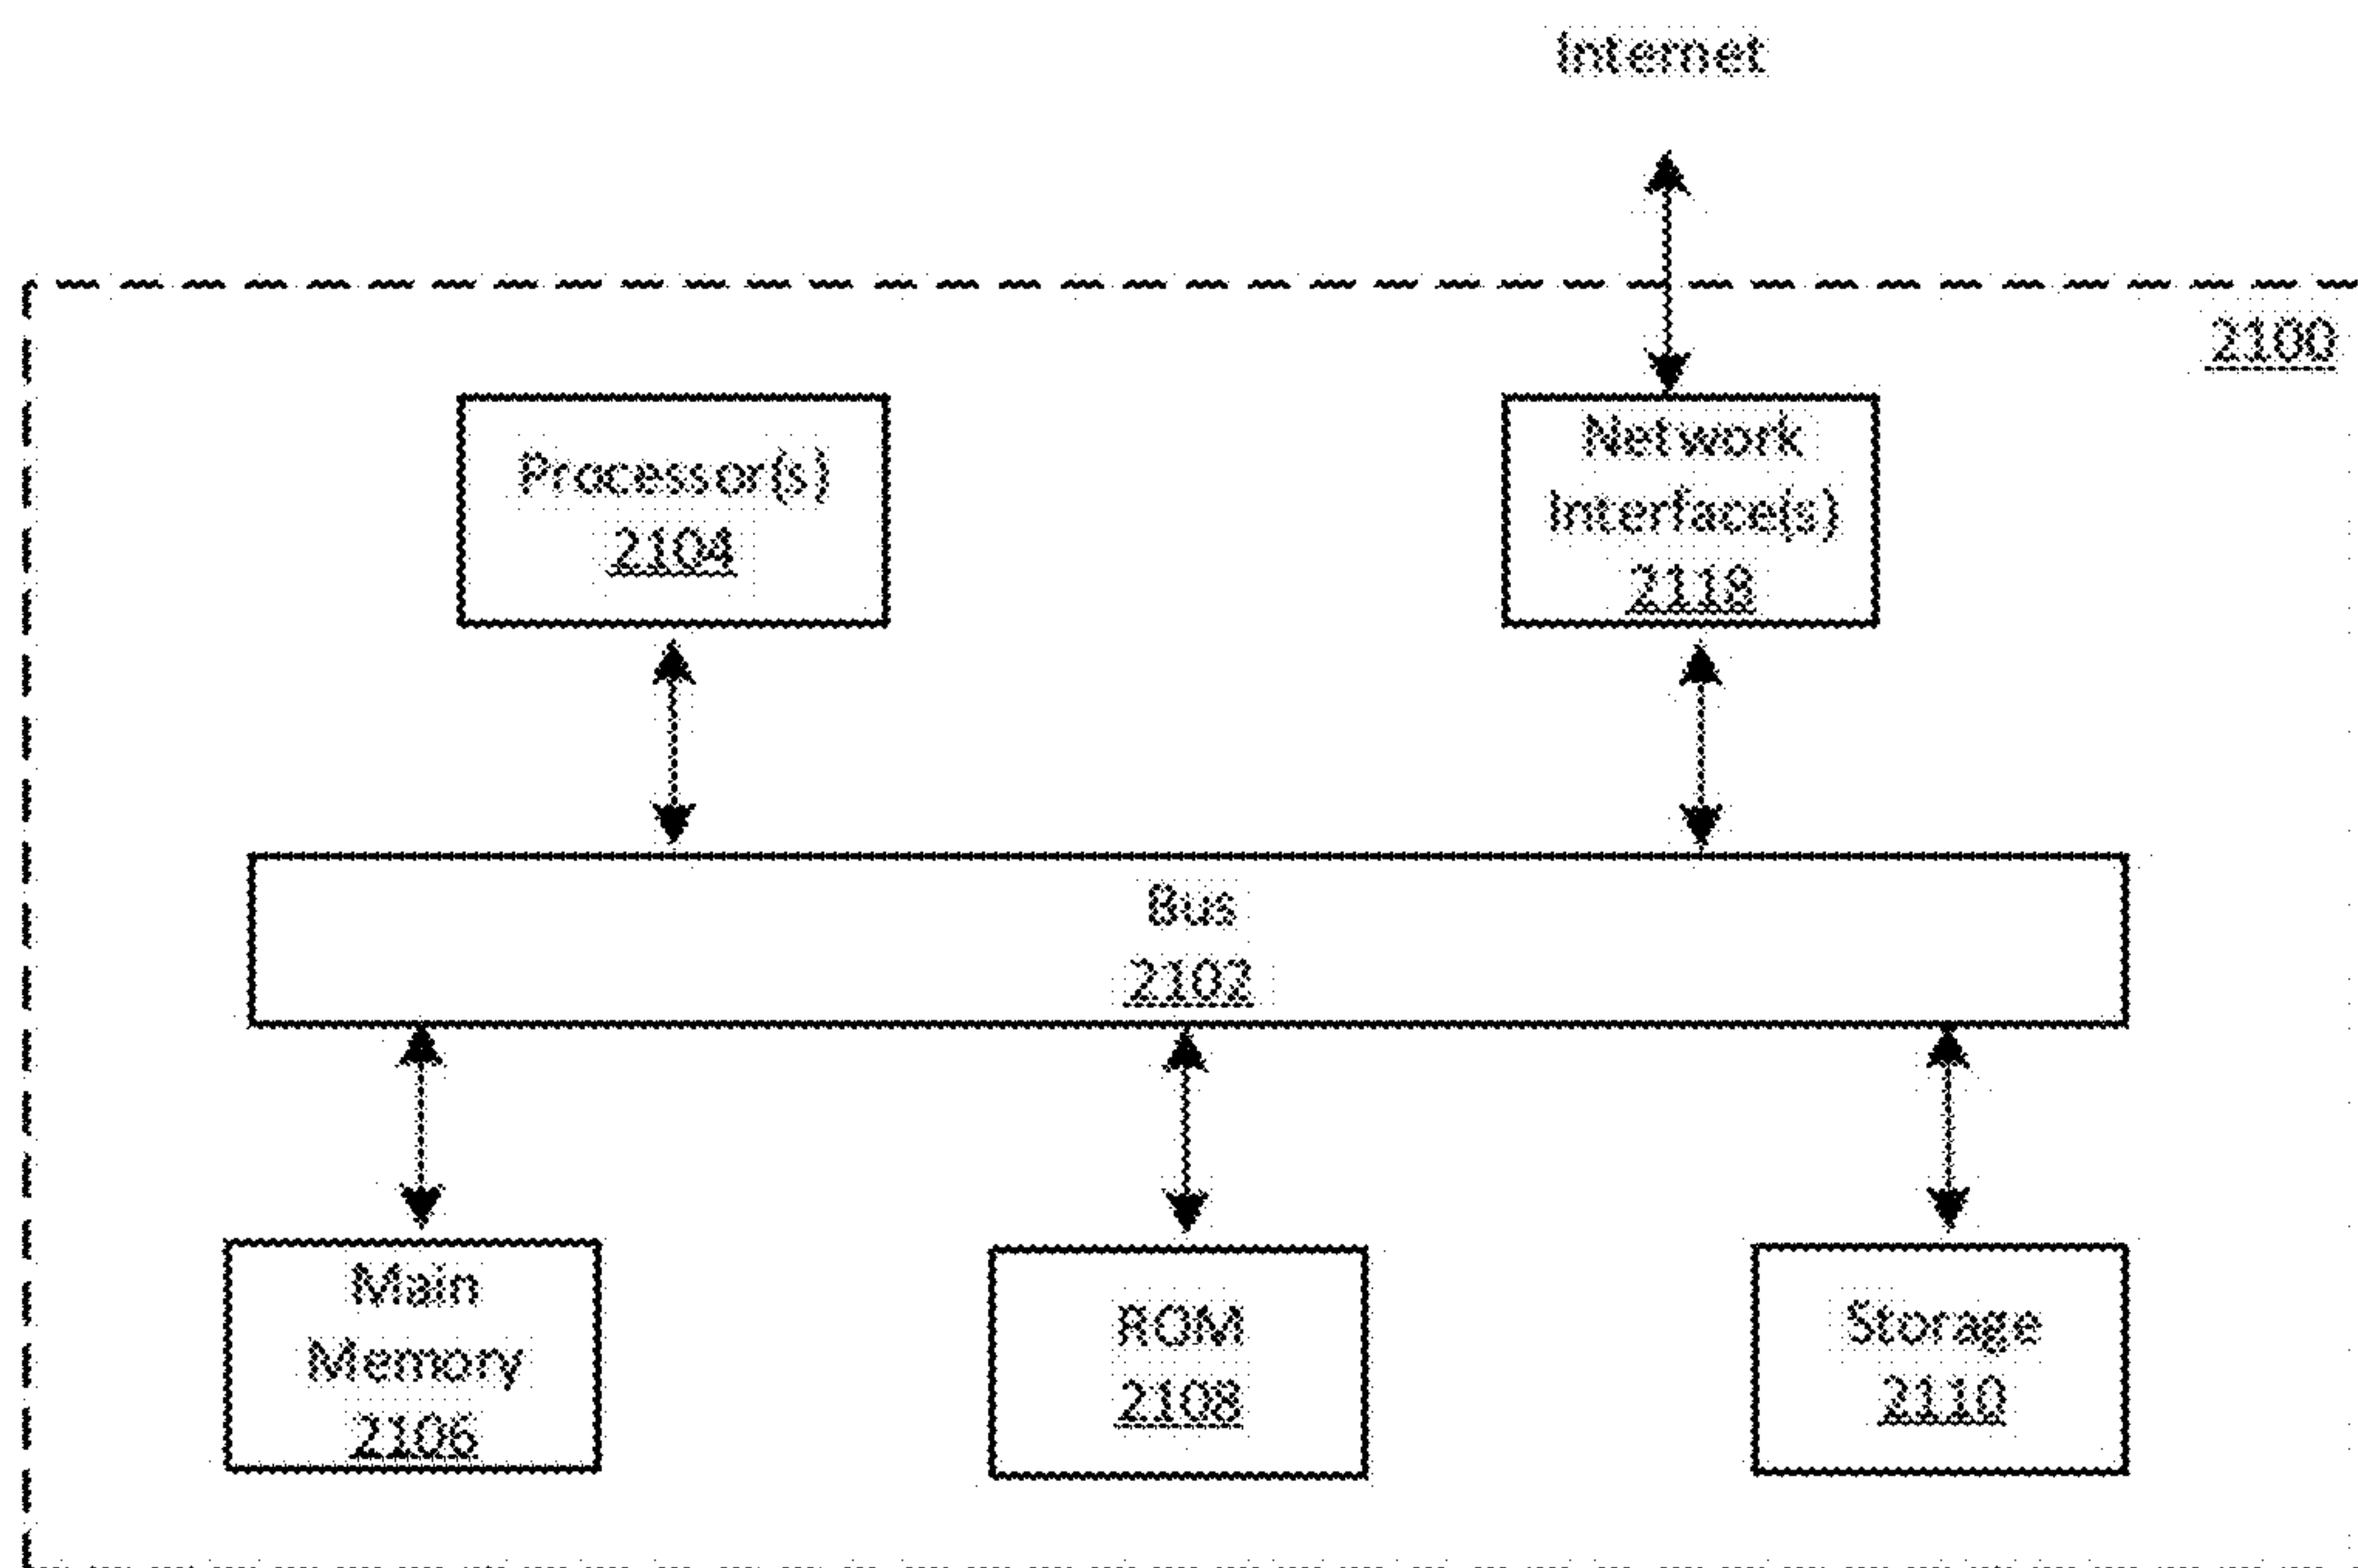 Internet
2100
Processor(s)
2104
Network
Interface(s)
2118
Bus
2102
Main
Memory
2106
ROM
2108
Storage
2110